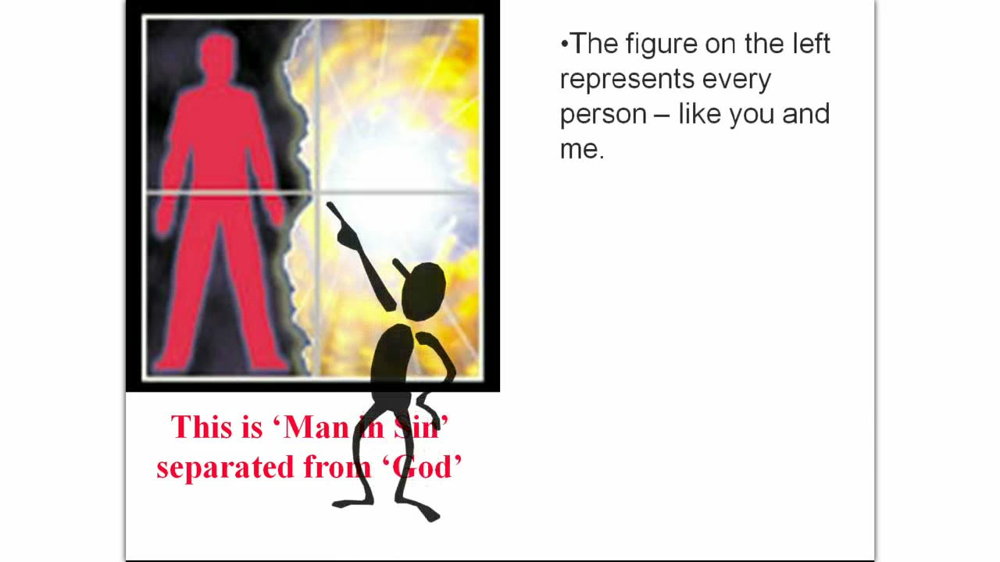 •The figure on the left
represents every
person – like you and
me.
This is ‘Man in Sin’
separated from ‘God’